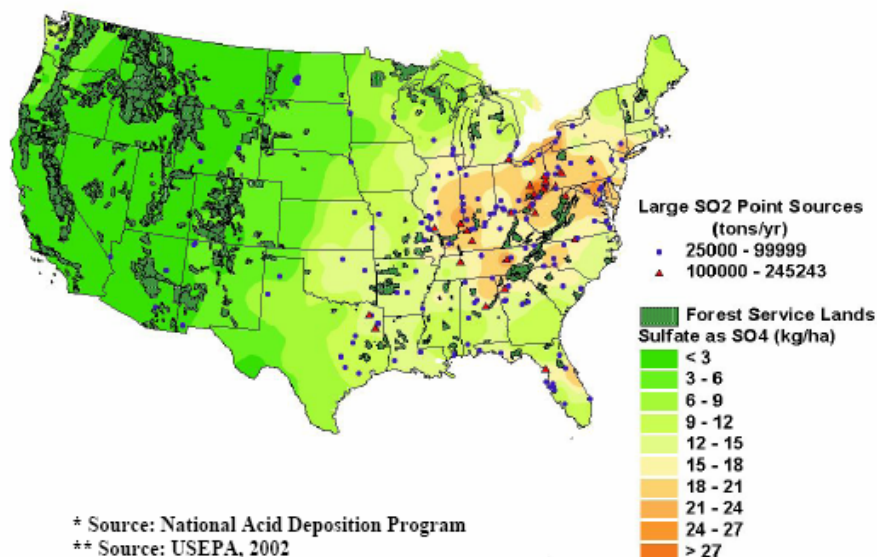 Large SO2 Point Sources
(tons/yr)
25000 - 99999
100000 - 245243
Forest Service Lands
Sulfate as SO4 (kg/ha)
< 3
3 - 6
6 - 9
9 - 12
12 - 15
15 - 18
18 - 21
21 - 24
24 - 27
> 27
* Source: National Acid Deposition Program
** Source: USEPA, 2002